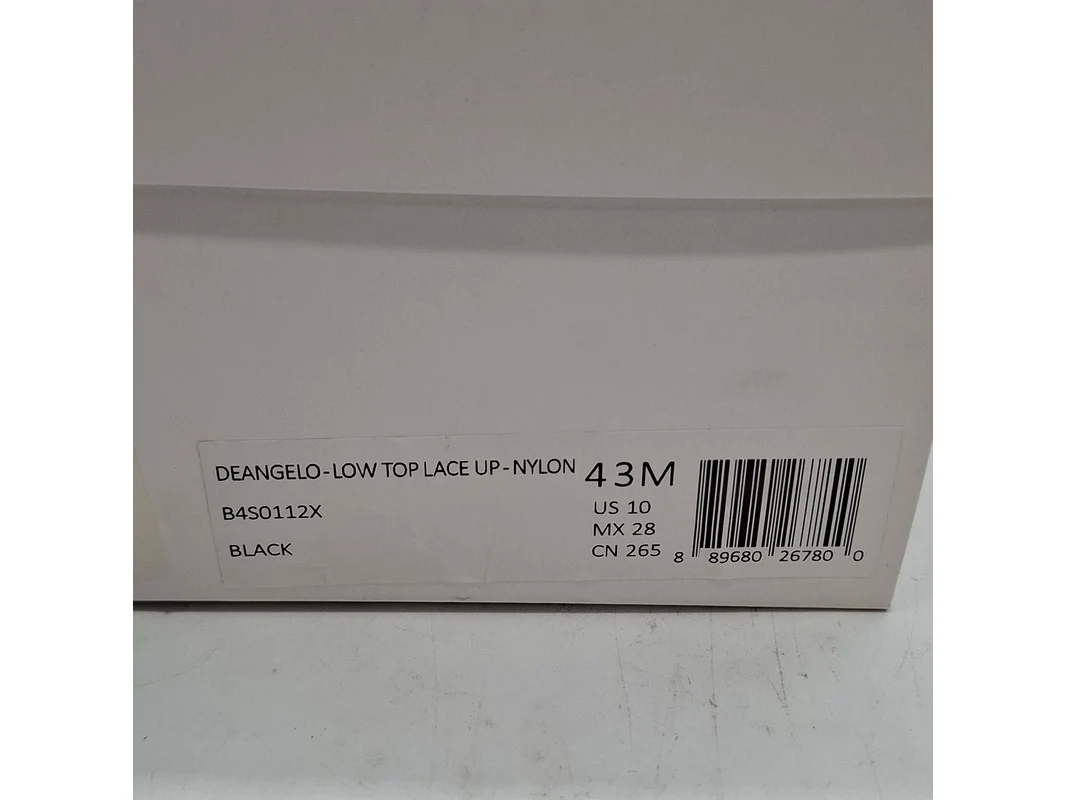 DEANGELO-LOW TOP LACE UP-NYLON 43M
B4S0112X US 10
MX 28
BLACK CN 265
8 89680 26780 0